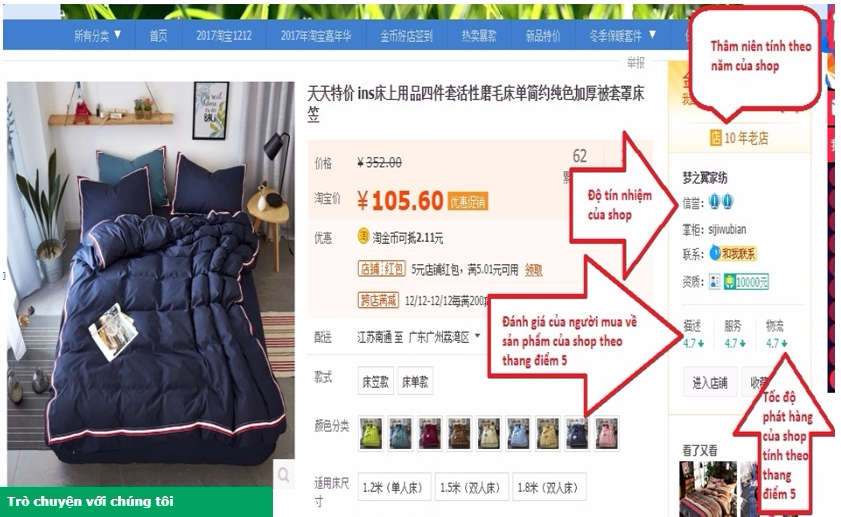 所有分类
首页
2017淘宝1212
2017年淘宝嘉年华
金币好店签到
热卖暴款
新品特价
冬季保暖套件
举报
天天特价 ins床上用品四件套活性磨毛床单简约纯色加厚被套罩床
笠
价格
¥ 352.00
62
淘宝价
¥ 105.60 优惠促销
优惠
淘金币可抵2.11元
店铺红包 5元店铺红包，满5.01元可用 领取
跨店满减 12/12-12/12每满200
配送
江苏南通 至 广东广州荔湾区
款式
床笠款 床单款
颜色分类
适用床尺
寸
1.2米（单人床） 1.5米（双人床） 1.8米（双人床）
Thâm niên tính theo
năm của shop
店 10年老店
梦之翼家纺
信誉：
掌柜：sijiwubian
联系：和我联系
资质：10000元
描述 服务 物流
4.7 4.7 4.7
进入店铺 收藏
看了又看
Độ tín nhiệm
của shop
Đánh giá của người mua về
sản phẩm của shop theo
thang điểm 5
Tốc độ
phát hàng
của shop
tính theo
thang
điểm 5
Trò chuyện với chúng tôi